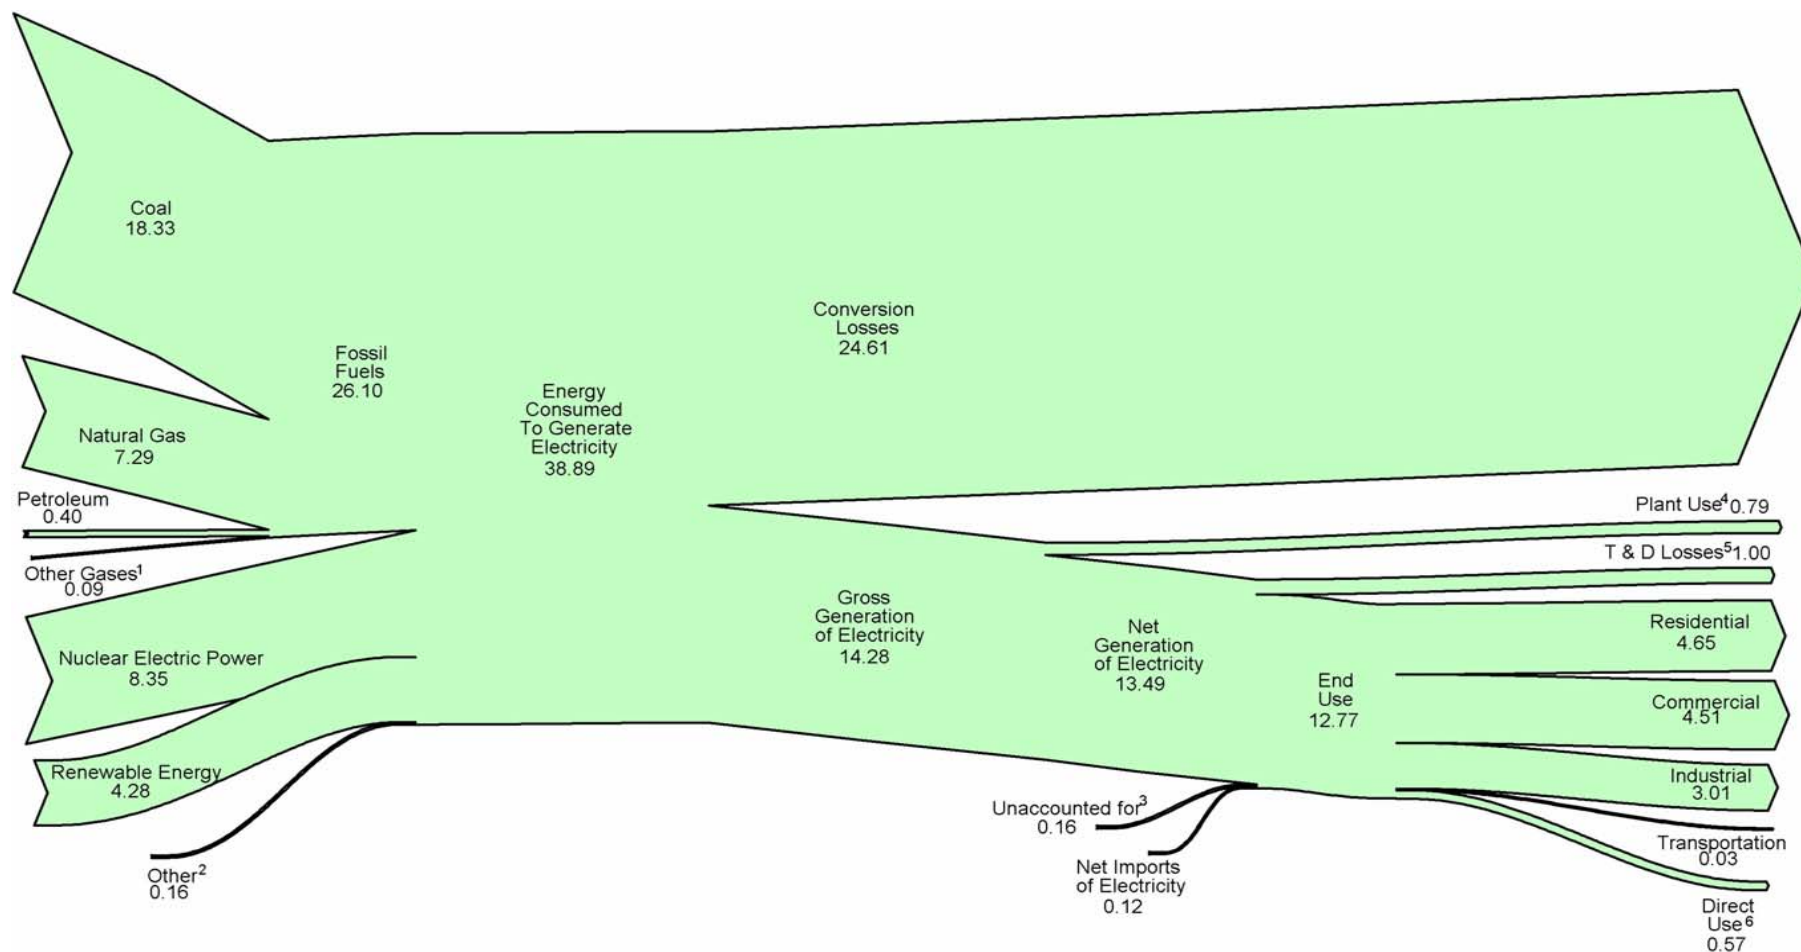 Coal
18.33
Natural Gas
7.29
Petroleum
0.40
Other Gases¹
0.09
Nuclear Electric Power
8.35
Renewable Energy
4.28
Other²
0.16
Fossil
Fuels
26.10
Energy
Consumed
To Generate
Electricity
38.89
Conversion
Losses
24.61
Gross
Generation
of Electricity
14.28
Net
Generation
of Electricity
13.49
Unaccounted for³
0.16
Net Imports
of Electricity
0.12
End
Use
12.77
Plant Use⁴ 0.79
T & D Losses⁵ 1.00
Residential
4.65
Commercial
4.51
Industrial
3.01
Transportation
0.03
Direct
Use⁶
0.57